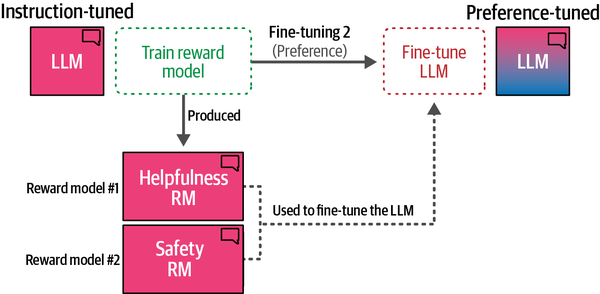 Instruction-tuned
Preference-tuned
LLM
Train reward
model
Fine-tuning 2
(Preference)
Fine-tune
LLM
LLM
Produced
Reward model #1
Helpfulness
RM
Used to fine-tune the LLM
Reward model #2
Safety
RM